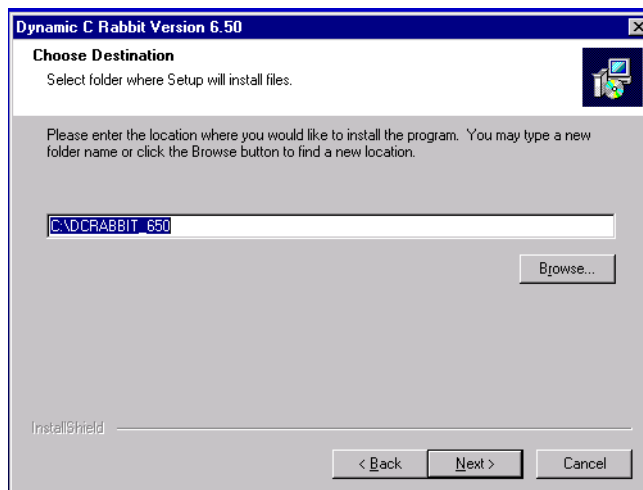 Dynamic C Rabbit Version 6.50
Choose Destination
Select folder where Setup will install files.
Please enter the location where you would like to install the program. You may type a new
folder name or click the Browse button to find a new location.
C:\DCRABBIT_650
Browse...
InstallShield
< Back
Next >
Cancel